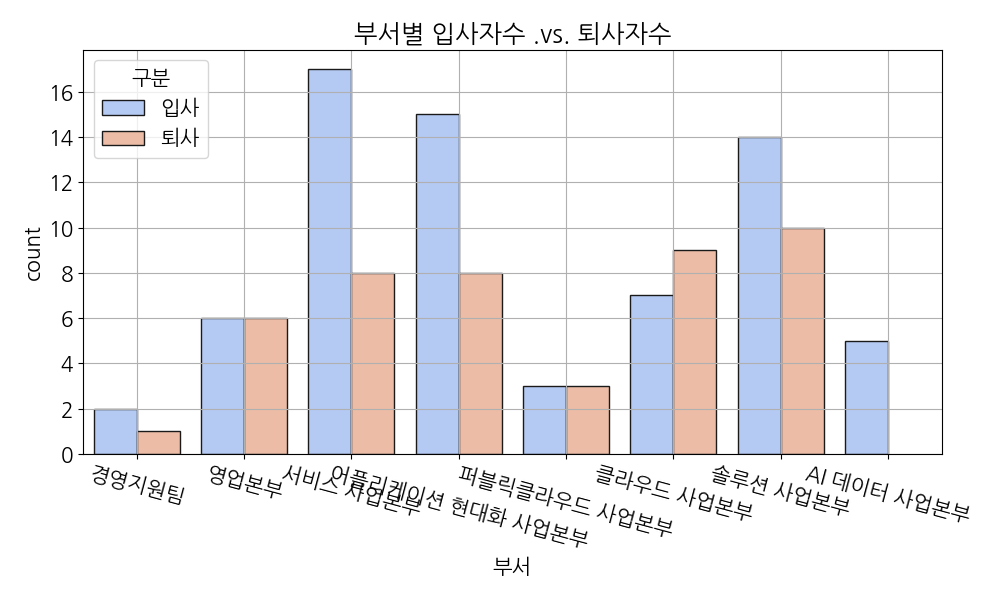 부서별 입사자수 .vs. 퇴사자수
구분
입사
퇴사
count
16
14
12
10
8
6
4
2
0
경영지원팀
영업본부
서비스 사업본부
어플리케이션 현대화 사업본부
퍼블릭클라우드 사업본부
클라우드 사업본부
솔루션 사업본부
AI 데이터 사업본부
부서